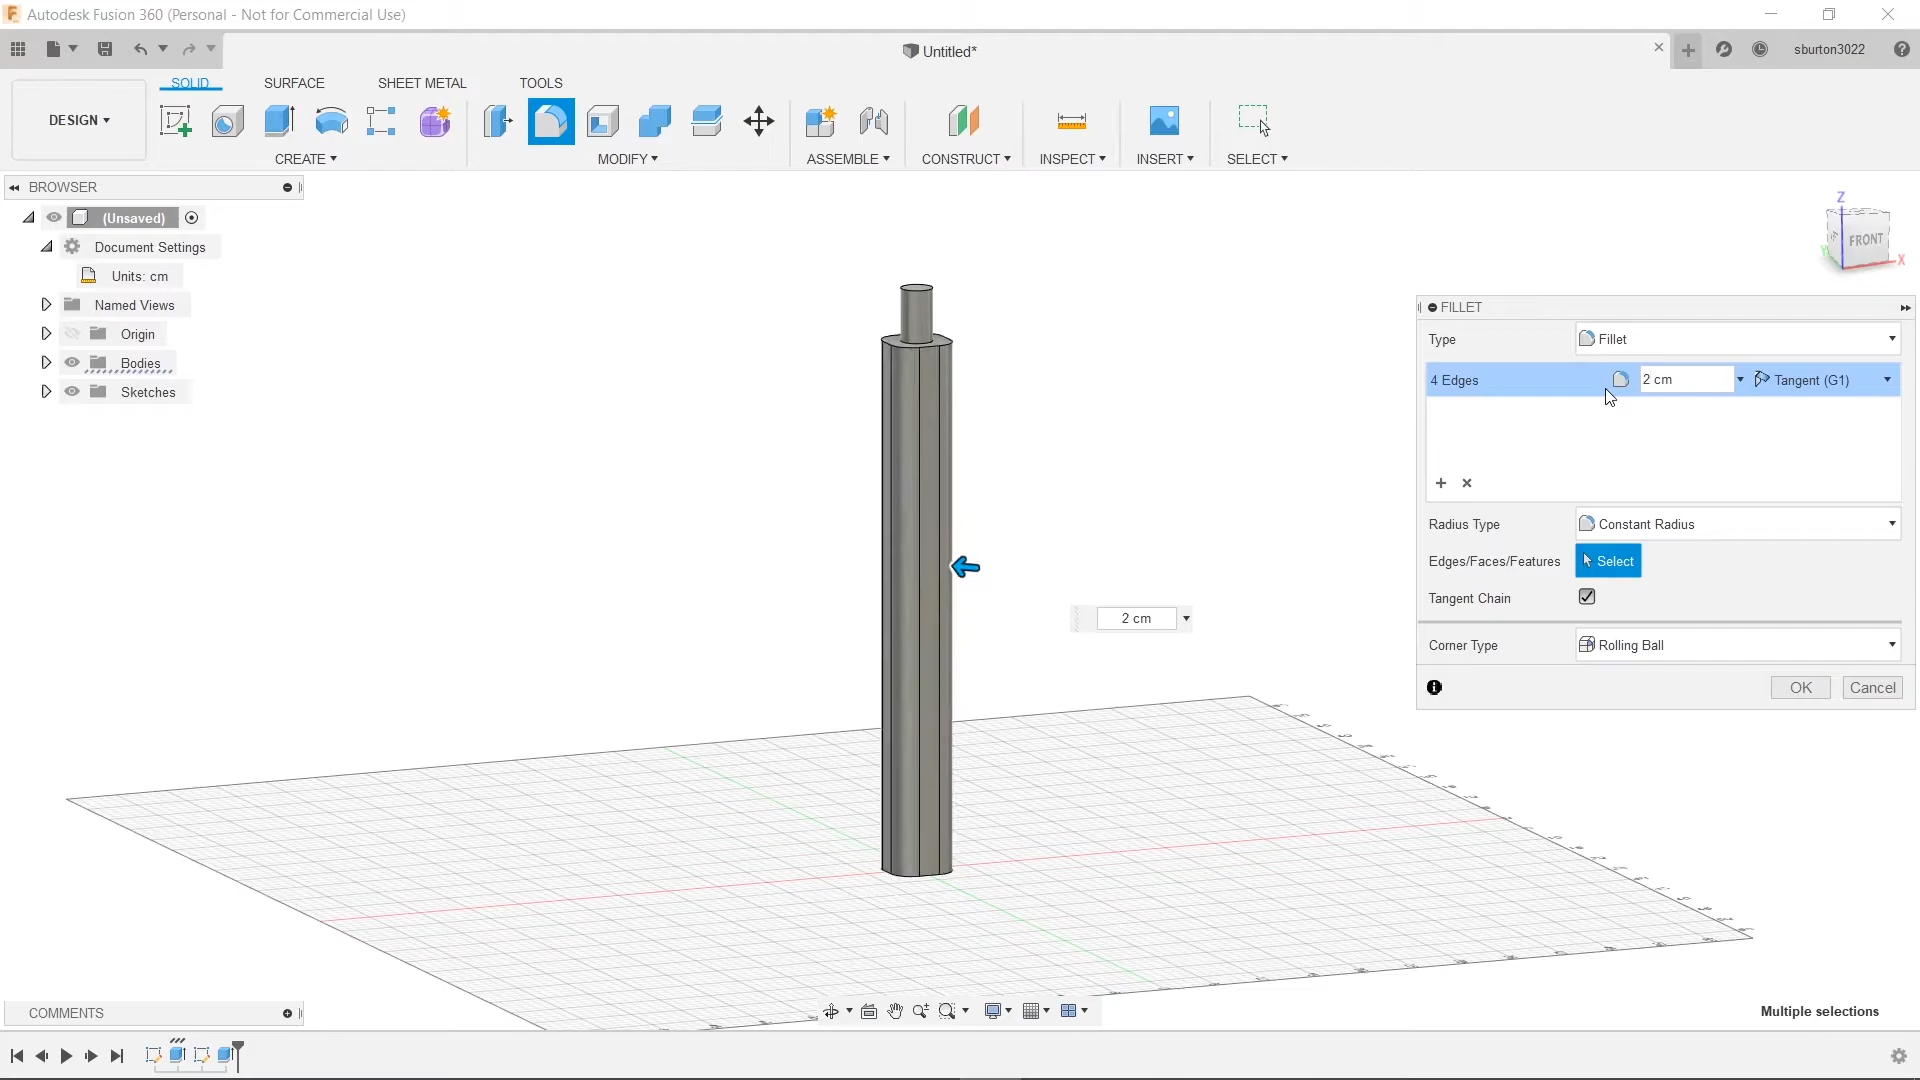 Autodesk Fusion 360 (Personal - Not for Commercial Use)
Untitled*
sburton3022
SOLID
SURFACE
SHEET METAL
TOOLS
DESIGN
CREATE
MODIFY
ASSEMBLE
CONSTRUCT
INSPECT
INSERT
SELECT
BROWSER
(Unsaved)
Document Settings
Units: cm
Named Views
Origin
Bodies
Sketches
Z
FRONT
X
Y
FILLET
Type
Fillet
4 Edges
2 cm
Tangent (G1)
Radius Type
Constant Radius
Edges/Faces/Features
Select
Tangent Chain
Corner Type
Rolling Ball
OK
Cancel
2 cm
COMMENTS
Multiple selections